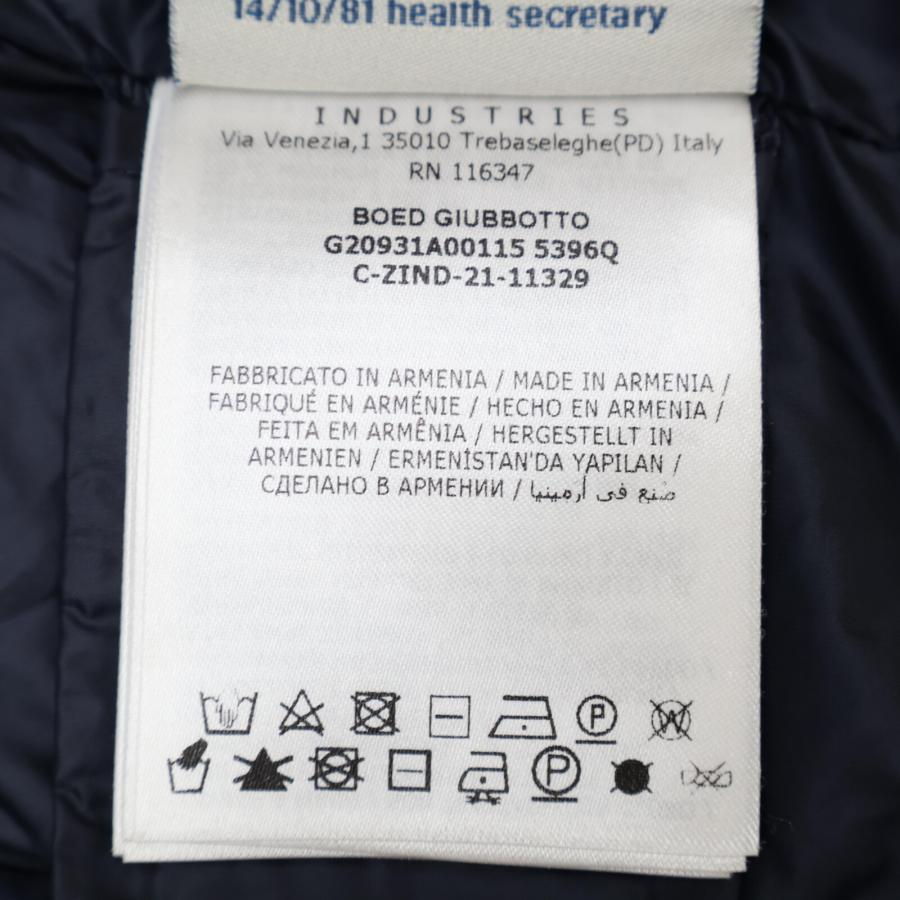 14/10/81 health secretary
INDUSTRIES
Via Venezia,1 35010 Trebaseleghe(PD) Italy
RN 116347
BOED GIUBBOTTO
G20931A00115 5396Q
C-ZIND-21-11329
FABBRICATO IN ARMENIA / MADE IN ARMENIA /
FABRIQUÉ EN ARMÉNIE / HECHO EN ARMENIA /
FEITA EM ARMÊNIA / HERGESTELLT IN
ARMENIEN / ERMENİSTAN'DA YAPILAN /
СДЕЛАНО В АРМЕНИИ / صنع في أرمينيا
P W
P